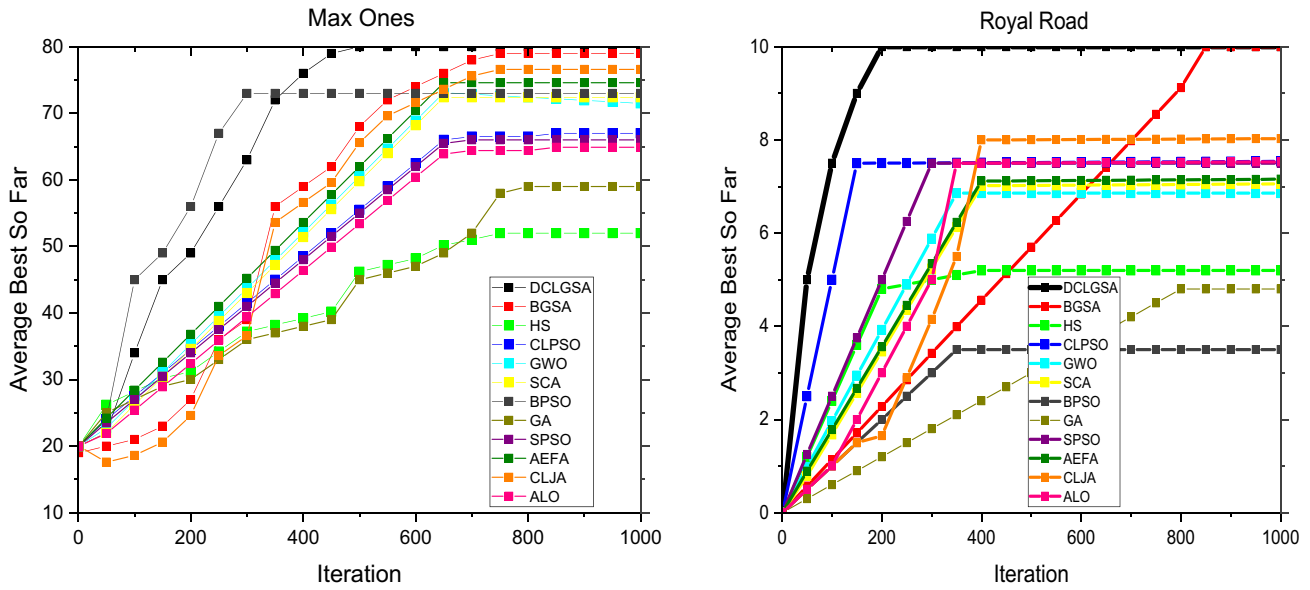 Max Ones
80
70
60
50
40
30
20
10
Average Best So Far
0
200
400
600
800
1000
Iteration
DCLGSA
BGSA
HS
CLPSO
GWO
SCA
BPSO
GA
SPSO
AEFA
CLJA
ALO
Royal Road
10
8
6
4
2
0
Average Best So Far
0
200
400
600
800
1000
Iteration
DCLGSA
BGSA
HS
CLPSO
GWO
SCA
BPSO
GA
SPSO
AEFA
CLJA
ALO